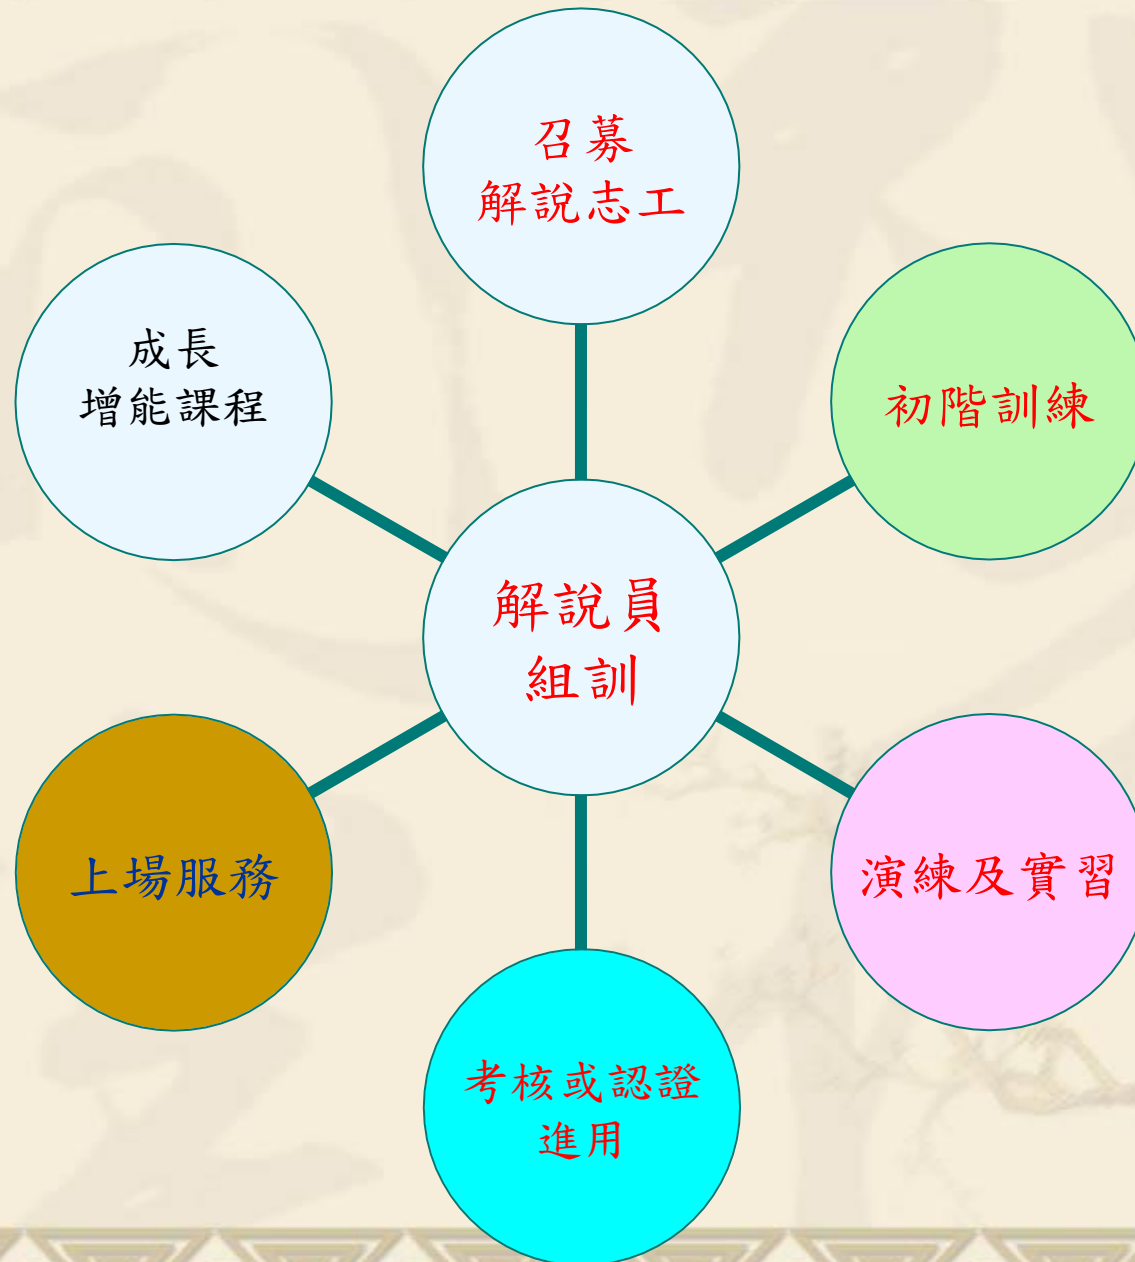 召募
解說志工
成長
增能課程
初階訓練
解說員
組訓
上場服務
演練及實習
考核或認證
進用